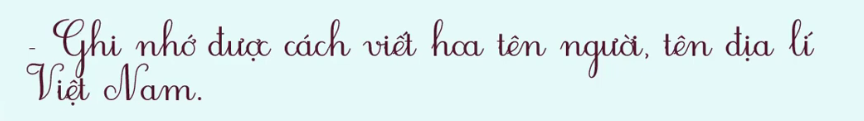 - Ghi nhớ được cách viết hoa tên người, tên địa lí
Việt Nam.